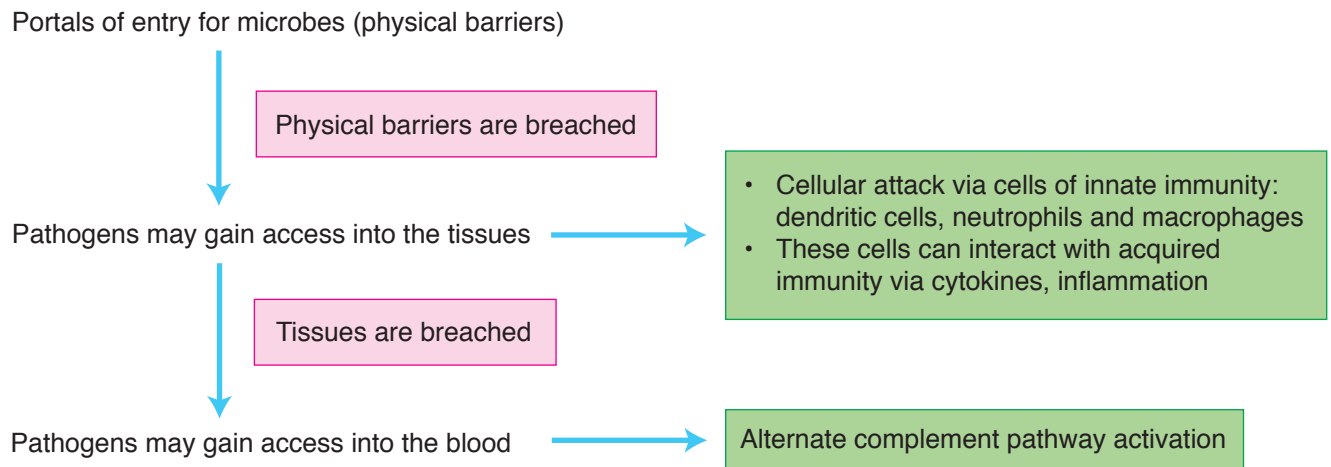 Portals of entry for microbes (physical barriers)
Physical barriers are breached
• Cellular attack via cells of innate immunity:
dendritic cells, neutrophils and macrophages
• These cells can interact with acquired
immunity via cytokines, inflammation
Pathogens may gain access into the tissues
Tissues are breached
Pathogens may gain access into the blood
Alternate complement pathway activation